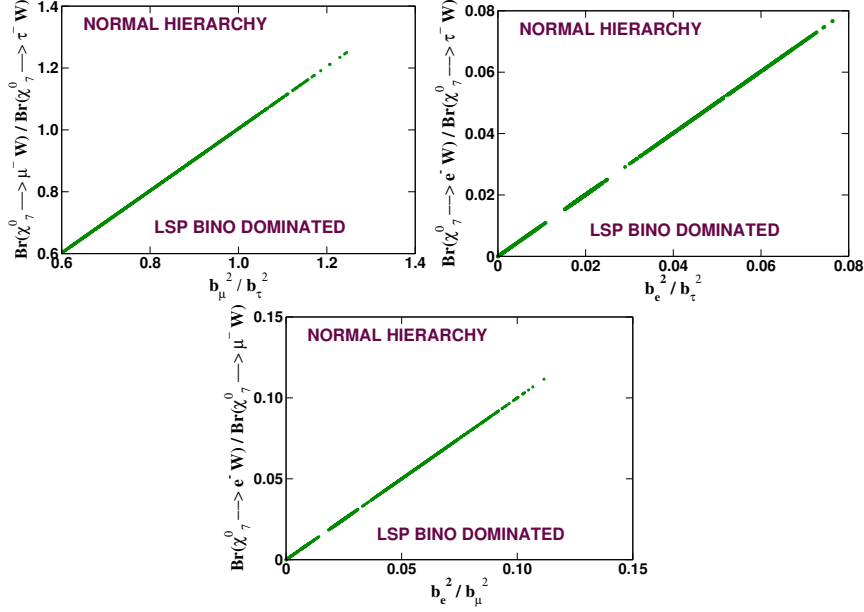 Br(χ⁰₇ —> μ⁻ W) / Br(χ⁰₇ —> τ⁻ W)
1.4
1.2
1.0
0.8
0.6
NORMAL HIERARCHY
LSP BINO DOMINATED
0.6 0.8 1.0 1.2 1.4
b_μ² / b_τ²
Br(χ⁰₇ —> e⁻ W) / Br(χ⁰₇ —> τ⁻ W)
0.08
0.06
0.04
0.02
0
NORMAL HIERARCHY
LSP BINO DOMINATED
0 0.02 0.04 0.06 0.08
b_e² / b_τ²
Br(χ⁰₇ —> e⁻ W) / Br(χ⁰₇ —> μ⁻ W)
0.15
0.10
0.05
0
NORMAL HIERARCHY
LSP BINO DOMINATED
0 0.05 0.10 0.15
b_e² / b_μ²